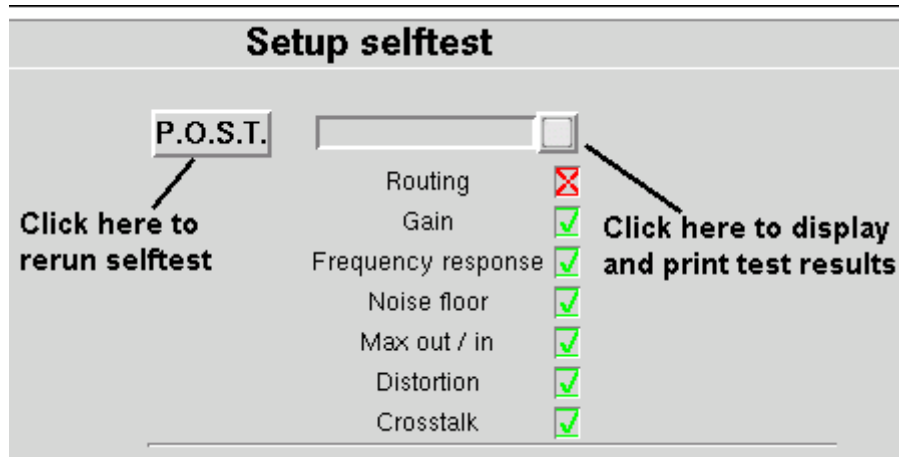 Setup selftest
P.O.S.T.
Routing
Click here to
rerun selftest
Gain
Click here to display
and print test results
Frequency response
Noise floor
Max out / in
Distortion
Crosstalk